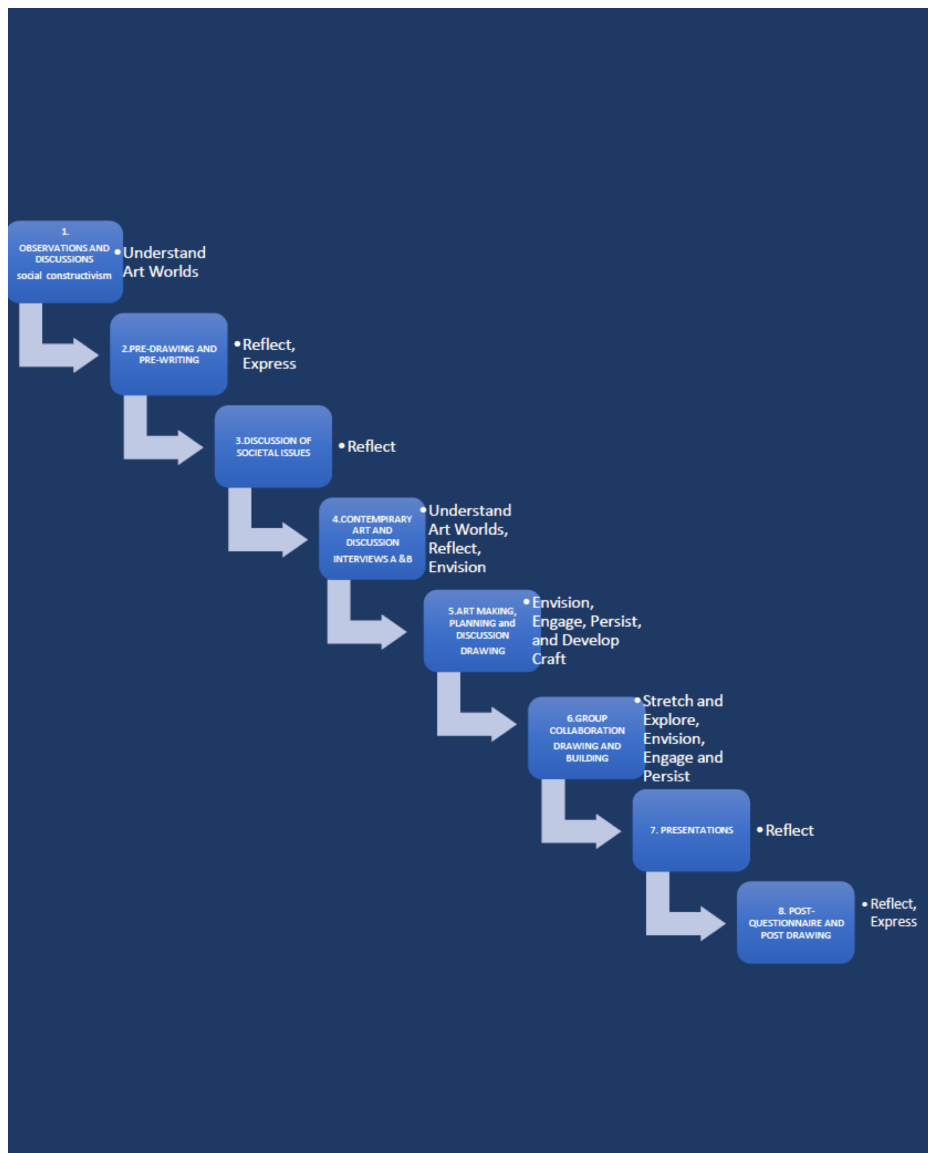 1.
OBSERVATIONS AND
DISCUSSIONS
social constructivism
• Understand
Art Worlds
2.PRE-DRAWING AND
PRE-WRITING
• Reflect,
Express
3.DISCUSSION OF
SOCIETAL ISSUES
• Reflect
4.CONTEMPIRARY
ART AND
DISCUSSION
INTERVIEWS A &B
• Understand
Art Worlds,
Reflect,
Envision
5.ART MAKING,
PLANNING and
DISCUSSION
DRAWING
• Envision,
Engage, Persist,
and Develop
Craft
6.GROUP
COLLABORATION
DRAWING AND
BUILDING
• Stretch and
Explore,
Envision,
Engage and
Persist
7. PRESENTATIONS
• Reflect
8. POST-
QUESTIONNAIRE AND
POST DRAWING
• Reflect,
Express